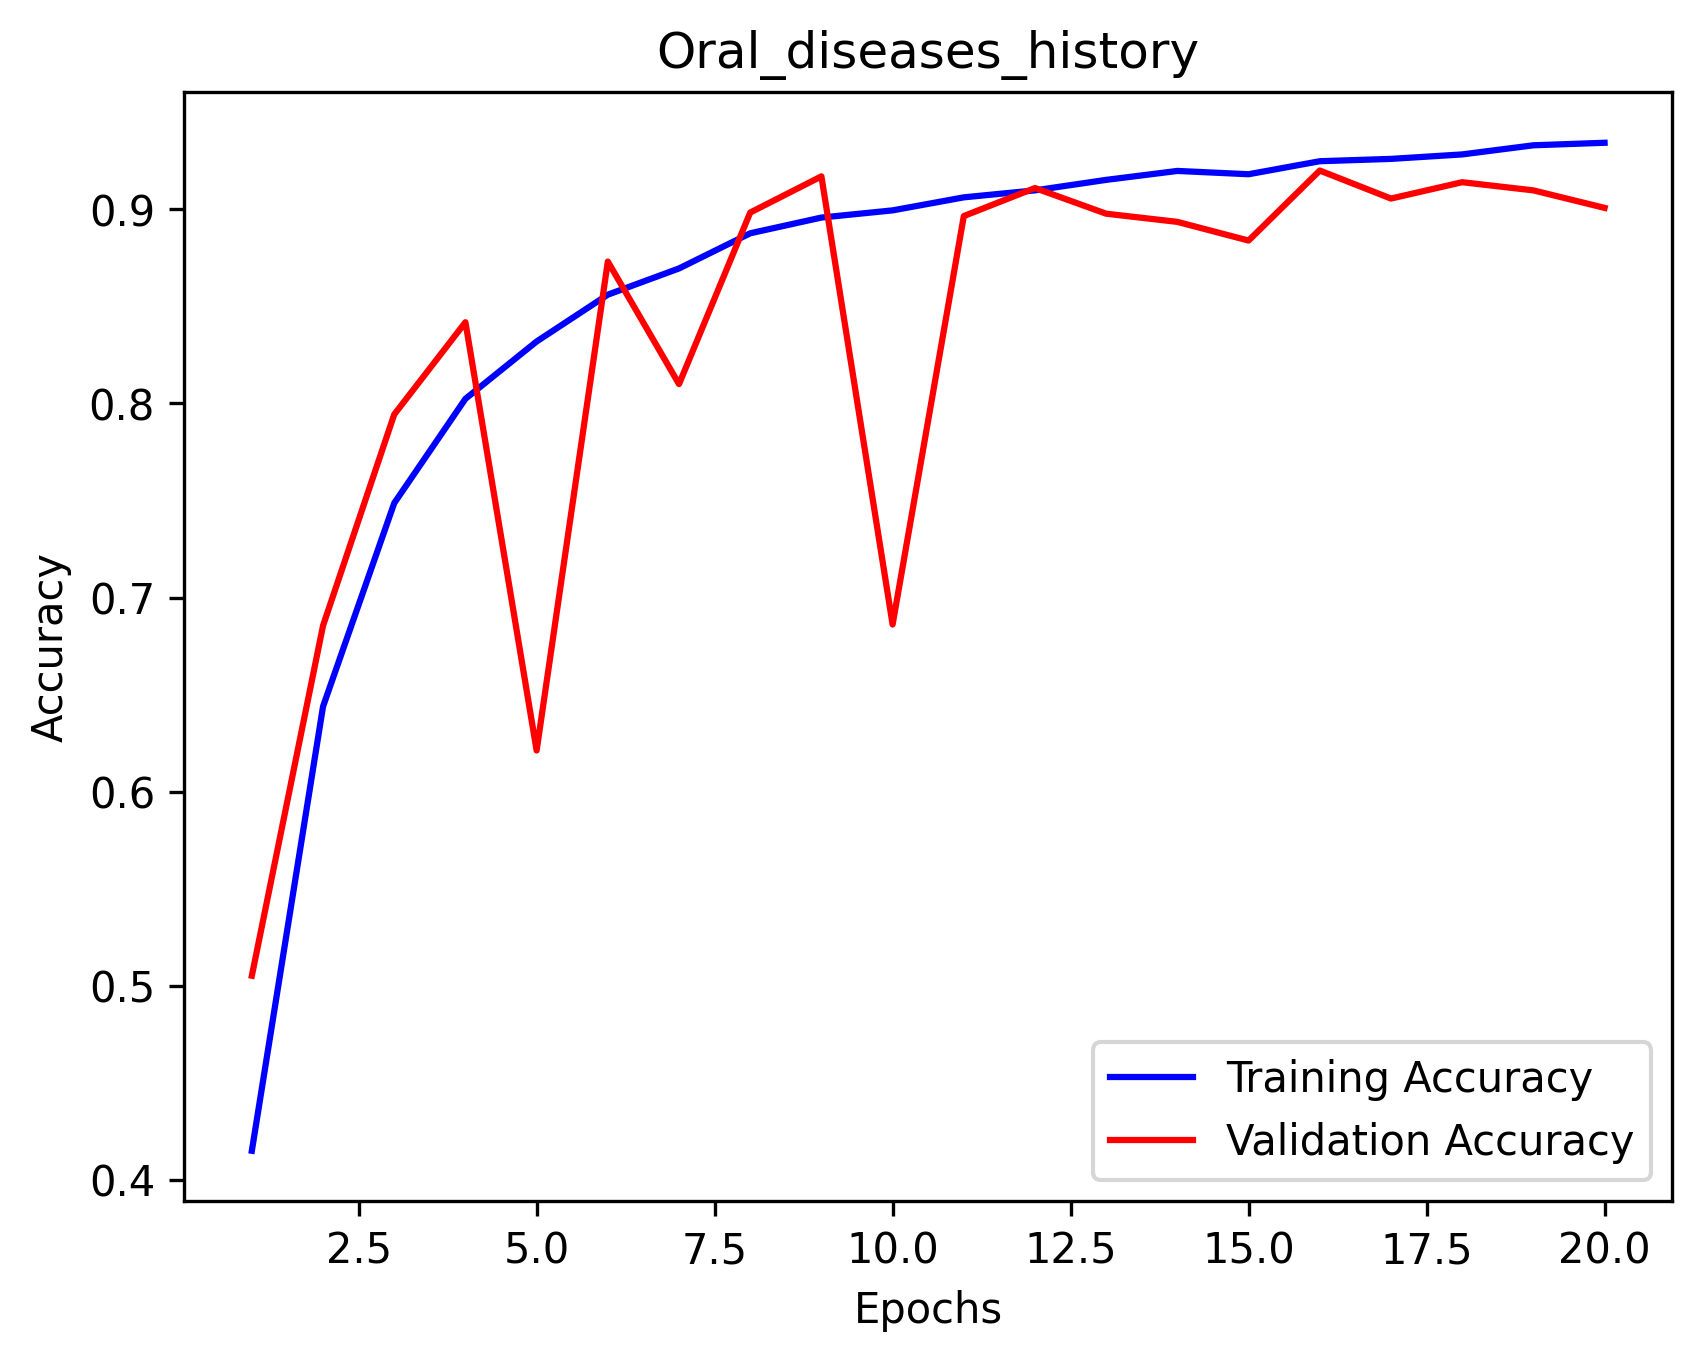 Oral_diseases_history
Accuracy
0.9
0.8
0.7
0.6
0.5
0.4
Training Accuracy
Validation Accuracy
2.5 5.0 7.5 10.0 12.5 15.0 17.5 20.0
Epochs